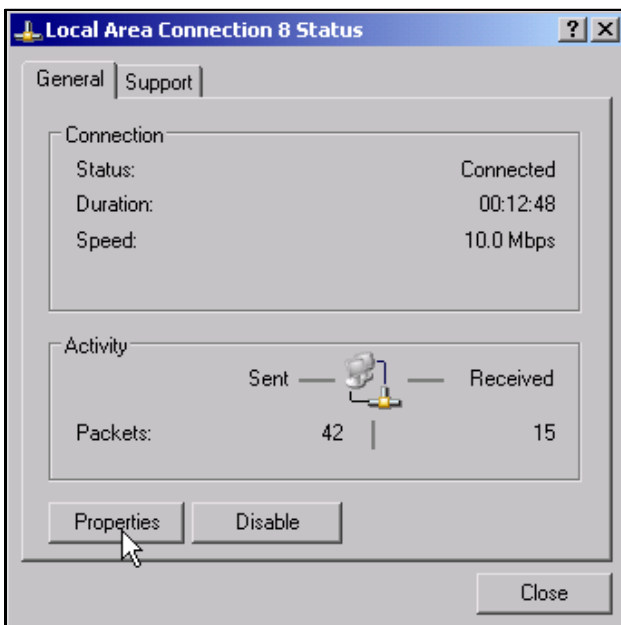 Local Area Connection 8 Status
General Support
Connection
Status: Connected
Duration: 00:12:48
Speed: 10.0 Mbps
Activity
Sent Received
Packets: 42 15
Properties Disable
Close